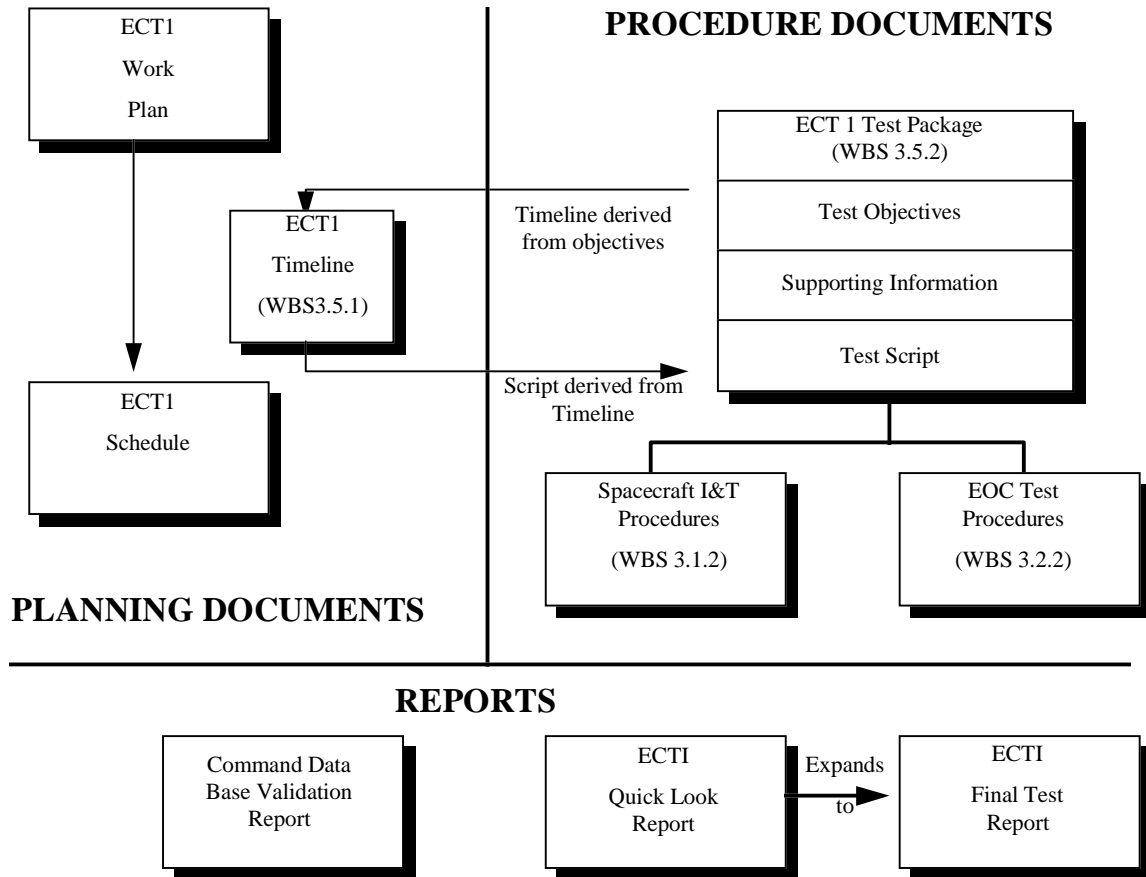 ECT1
Work
Plan
PROCEDURE DOCUMENTS
ECT 1 Test Package
(WBS 3.5.2)
Test Objectives
Supporting Information
Test Script
Timeline derived
from objectives
ECT1
Timeline
(WBS3.5.1)
Script derived from
Timeline
ECT1
Schedule
Spacecraft I&T
Procedures
(WBS 3.1.2)
EOC Test
Procedures
(WBS 3.2.2)
PLANNING DOCUMENTS
REPORTS
Command Data
Base Validation
Report
ECTI
Quick Look
Report
Expands
to
ECTI
Final Test
Report